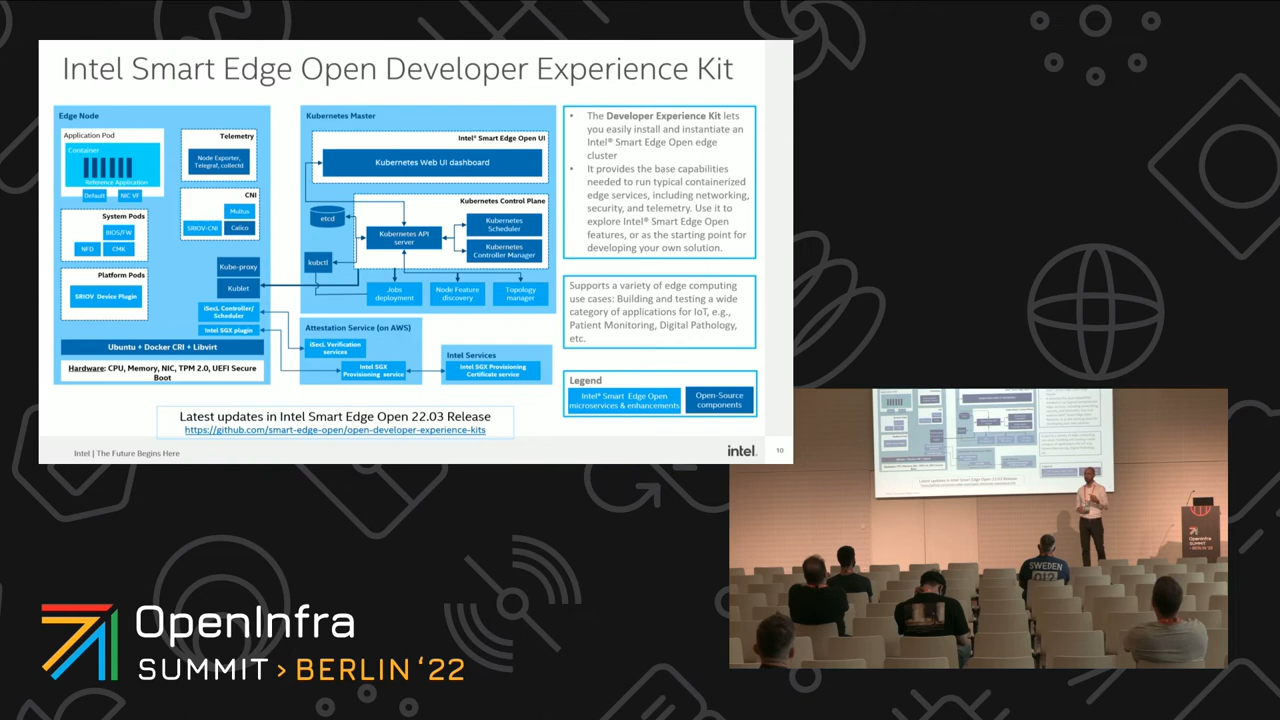 Intel Smart Edge Open Developer Experience Kit
Edge Node
Application Pod
Container
Reference Application
Default
NIC VF
Telemetry
Node Exporter,
Telegraf, collectd
CNI
Multus
SRIOV-CNI
Calico
System Pods
BIOS/FW
NFD
CMK
Platform Pods
SRIOV Device Plugin
Kube-proxy
Kublet
iSecL Controller/
Scheduler
Intel SGX plugin
Ubuntu + Docker CRI + Libvirt
Hardware: CPU, Memory, NIC, TPM 2.0, UEFI Secure
Boot
Kubernetes Master
Intel® Smart Edge Open UI
Kubernetes Web UI dashboard
Kubernetes Control Plane
etcd
Kubernetes API
server
Kubernetes
Scheduler
Kubernetes
Controller Manager
kubctl
Jobs
deployment
Node Feature
discovery
Topology
manager
Attestation Service (on AWS)
iSecL Verification
services
Intel SGX
Provisioning service
Intel Services
Intel SGX Provisioning
Certificate service
• The Developer Experience Kit lets
you easily install and instantiate an
Intel® Smart Edge Open edge
cluster
• It provides the base capabilities
needed to run typical containerized
edge services, including networking,
security, and telemetry. Use it to
explore Intel® Smart Edge Open
features, or as the starting point for
developing your own solution.
Supports a variety of edge computing
use cases: Building and testing a wide
category of applications for IoT, e.g.,
Patient Monitoring, Digital Pathology,
etc.
Legend
Intel® Smart Edge Open
microservices & enhancements
Open-Source
components
Latest updates in Intel Smart Edge Open 22.03 Release
https://github.com/smart-edge-open/open-developer-experience-kits
Intel | The Future Begins Here
intel.
10
SWEDEN
OpenInfra
SUMMIT
BERLIN '22
OpenInfra
SUMMIT > BERLIN '22